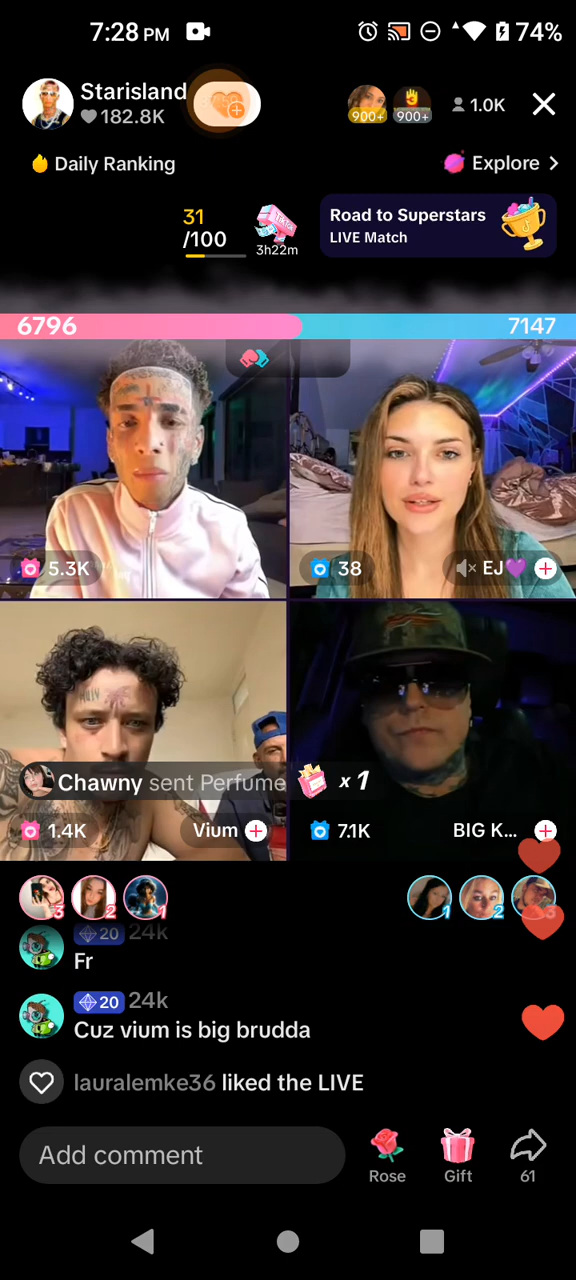 7:28 PM
74%
Starisland
182.8K
900+
900+
1.0K
Daily Ranking
Explore >
31
/100
TikTok
3h22m
Road to Superstars
LIVE Match
6796
7147
5.3K
38
EJ
Chawny sent Perfume
x 1
1.4K
Vium
7.1K
BIG K...
3
2
1
1
2
3
20 24k
Fr
20 24k
Cuz vium is big brudda
lauralemke36 liked the LIVE
Add comment
Rose
Gift
61